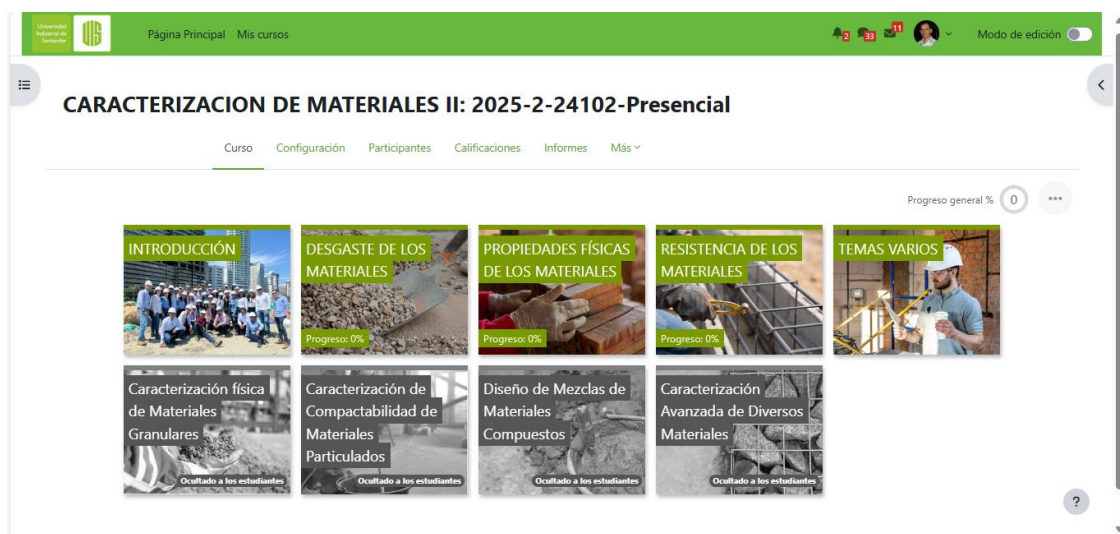 Universidad
Industrial de
Santander
UIS
Página Principal Mis cursos
2
33
11
Modo de edición
CARACTERIZACION DE MATERIALES II: 2025-2-24102-Presencial
Curso Configuración Participantes Calificaciones Informes Más
Progreso general % 0
INTRODUCCIÓN
DESGASTE DE LOS
MATERIALES
Progreso: 0%
PROPIEDADES FÍSICAS
DE LOS MATERIALES
Progreso: 0%
RESISTENCIA DE LOS
MATERIALES
Progreso: 0%
TEMAS VARIOS
Caracterización física
de Materiales
Granulares
Ocultado a los estudiantes
Caracterización de
Compactabilidad de
Materiales
Particulados
Ocultado a los estudiantes
Diseño de Mezclas de
Materiales
Compuestos
Ocultado a los estudiantes
Caracterización
Avanzada de Diversos
Materiales
Ocultado a los estudiantes
?